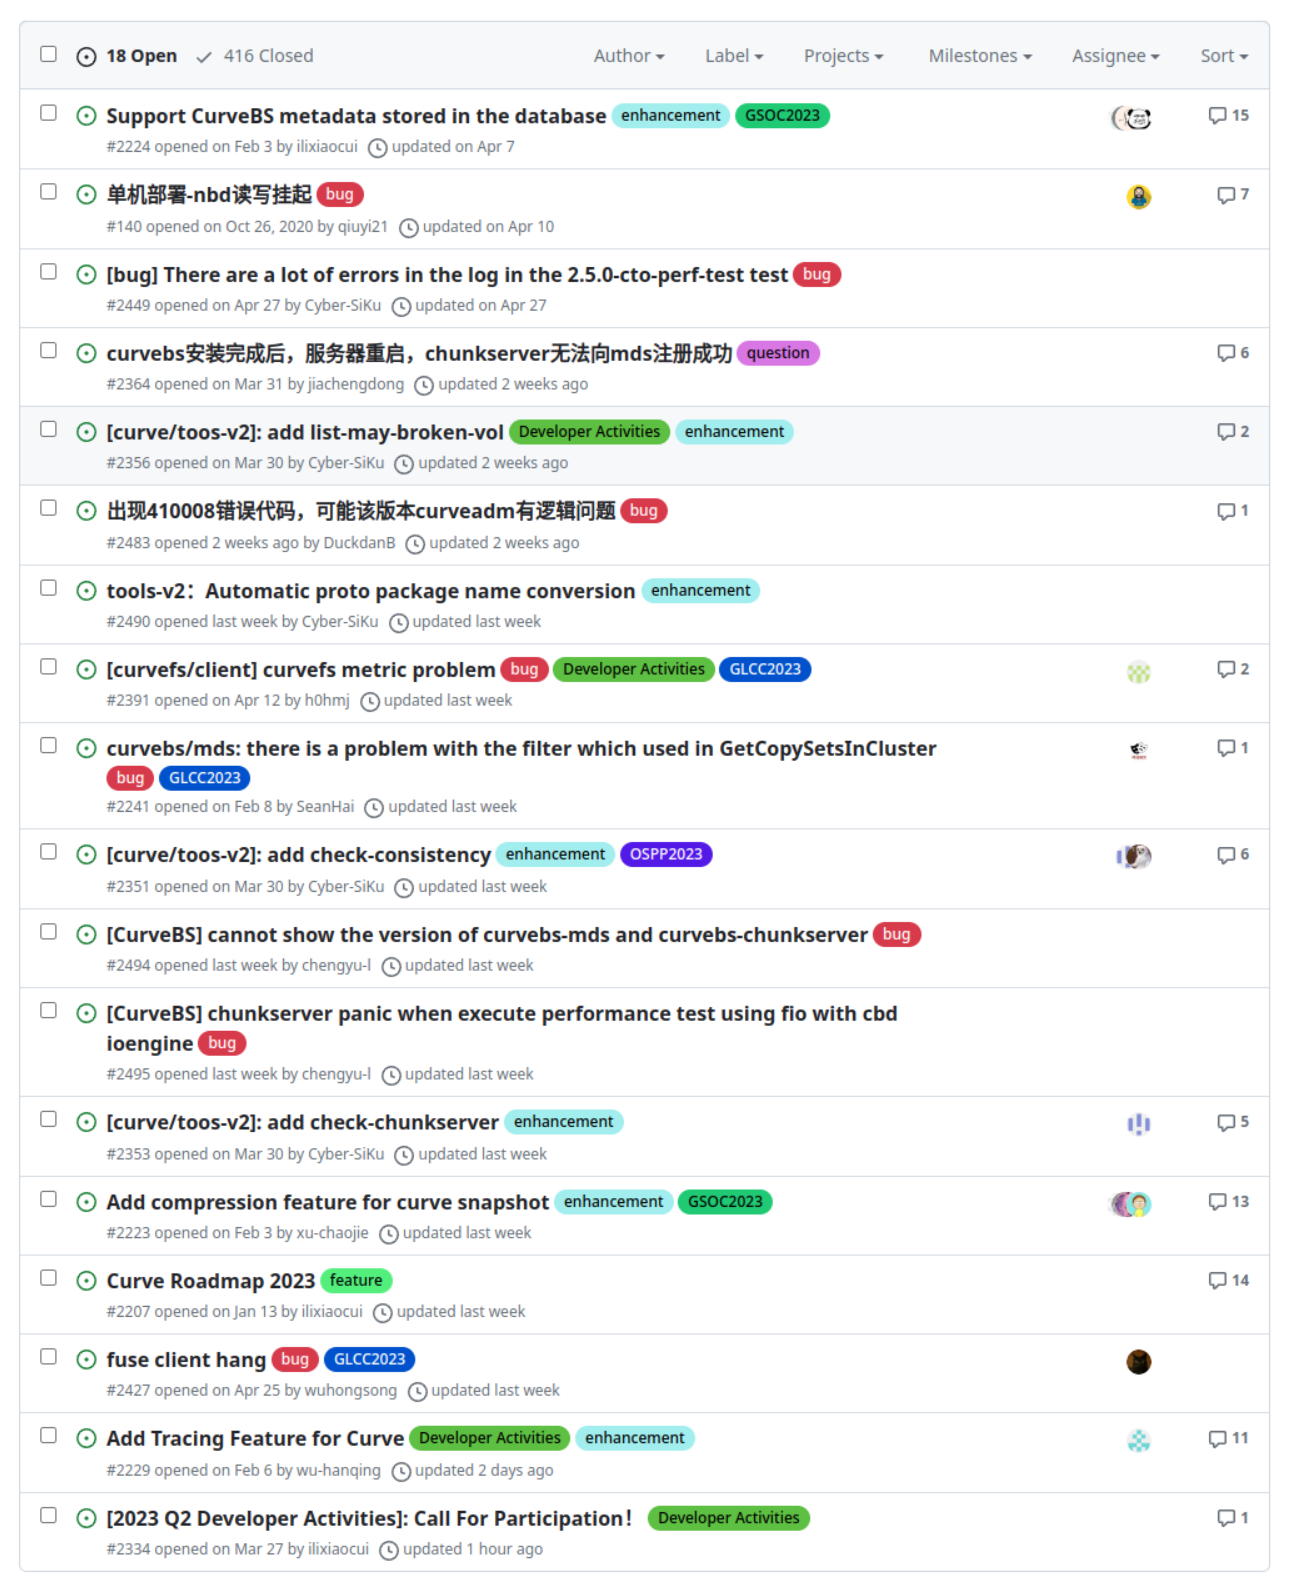 18 Open 416 Closed Author Label Projects Milestones Assignee Sort
Support CurveBS metadata stored in the database enhancement GSOC2023 15
#2224 opened on Feb 3 by ilixiaocui updated on Apr 7
单机部署-nbd读写挂起 bug 7
#140 opened on Oct 26, 2020 by qiuyi21 updated on Apr 10
[bug] There are a lot of errors in the log in the 2.5.0-cto-perf-test test bug
#2449 opened on Apr 27 by Cyber-SiKu updated on Apr 27
curvebs安装完成后，服务器重启，chunkserver无法向mds注册成功 question 6
#2364 opened on Mar 31 by jiachengdong updated 2 weeks ago
[curve/toos-v2]: add list-may-broken-vol Developer Activities enhancement 2
#2356 opened on Mar 30 by Cyber-SiKu updated 2 weeks ago
出现410008错误代码，可能该版本curveadm有逻辑问题 bug 1
#2483 opened 2 weeks ago by DuckdanB updated 2 weeks ago
tools-v2：Automatic proto package name conversion enhancement
#2490 opened last week by Cyber-SiKu updated last week
[curvefs/client] curvefs metric problem bug Developer Activities GLCC2023 2
#2391 opened on Apr 12 by h0hmj updated last week
curvebs/mds: there is a problem with the filter which used in GetCopySetsInCluster 1
bug GLCC2023
#2241 opened on Feb 8 by SeanHai updated last week
[curve/toos-v2]: add check-consistency enhancement OSPP2023 6
#2351 opened on Mar 30 by Cyber-SiKu updated last week
[CurveBS] cannot show the version of curvebs-mds and curvebs-chunkserver bug
#2494 opened last week by chengyu-l updated last week
[CurveBS] chunkserver panic when execute performance test using fio with cbd
ioengine bug
#2495 opened last week by chengyu-l updated last week
[curve/toos-v2]: add check-chunkserver enhancement 5
#2353 opened on Mar 30 by Cyber-SiKu updated last week
Add compression feature for curve snapshot enhancement GSOC2023 13
#2223 opened on Feb 3 by xu-chaojie updated last week
Curve Roadmap 2023 feature 14
#2207 opened on Jan 13 by ilixiaocui updated last week
fuse client hang bug GLCC2023
#2427 opened on Apr 25 by wuhongsong updated last week
Add Tracing Feature for Curve Developer Activities enhancement 11
#2229 opened on Feb 6 by wu-hanqing updated 2 days ago
[2023 Q2 Developer Activities]: Call For Participation！ Developer Activities 1
#2334 opened on Mar 27 by ilixiaocui updated 1 hour ago